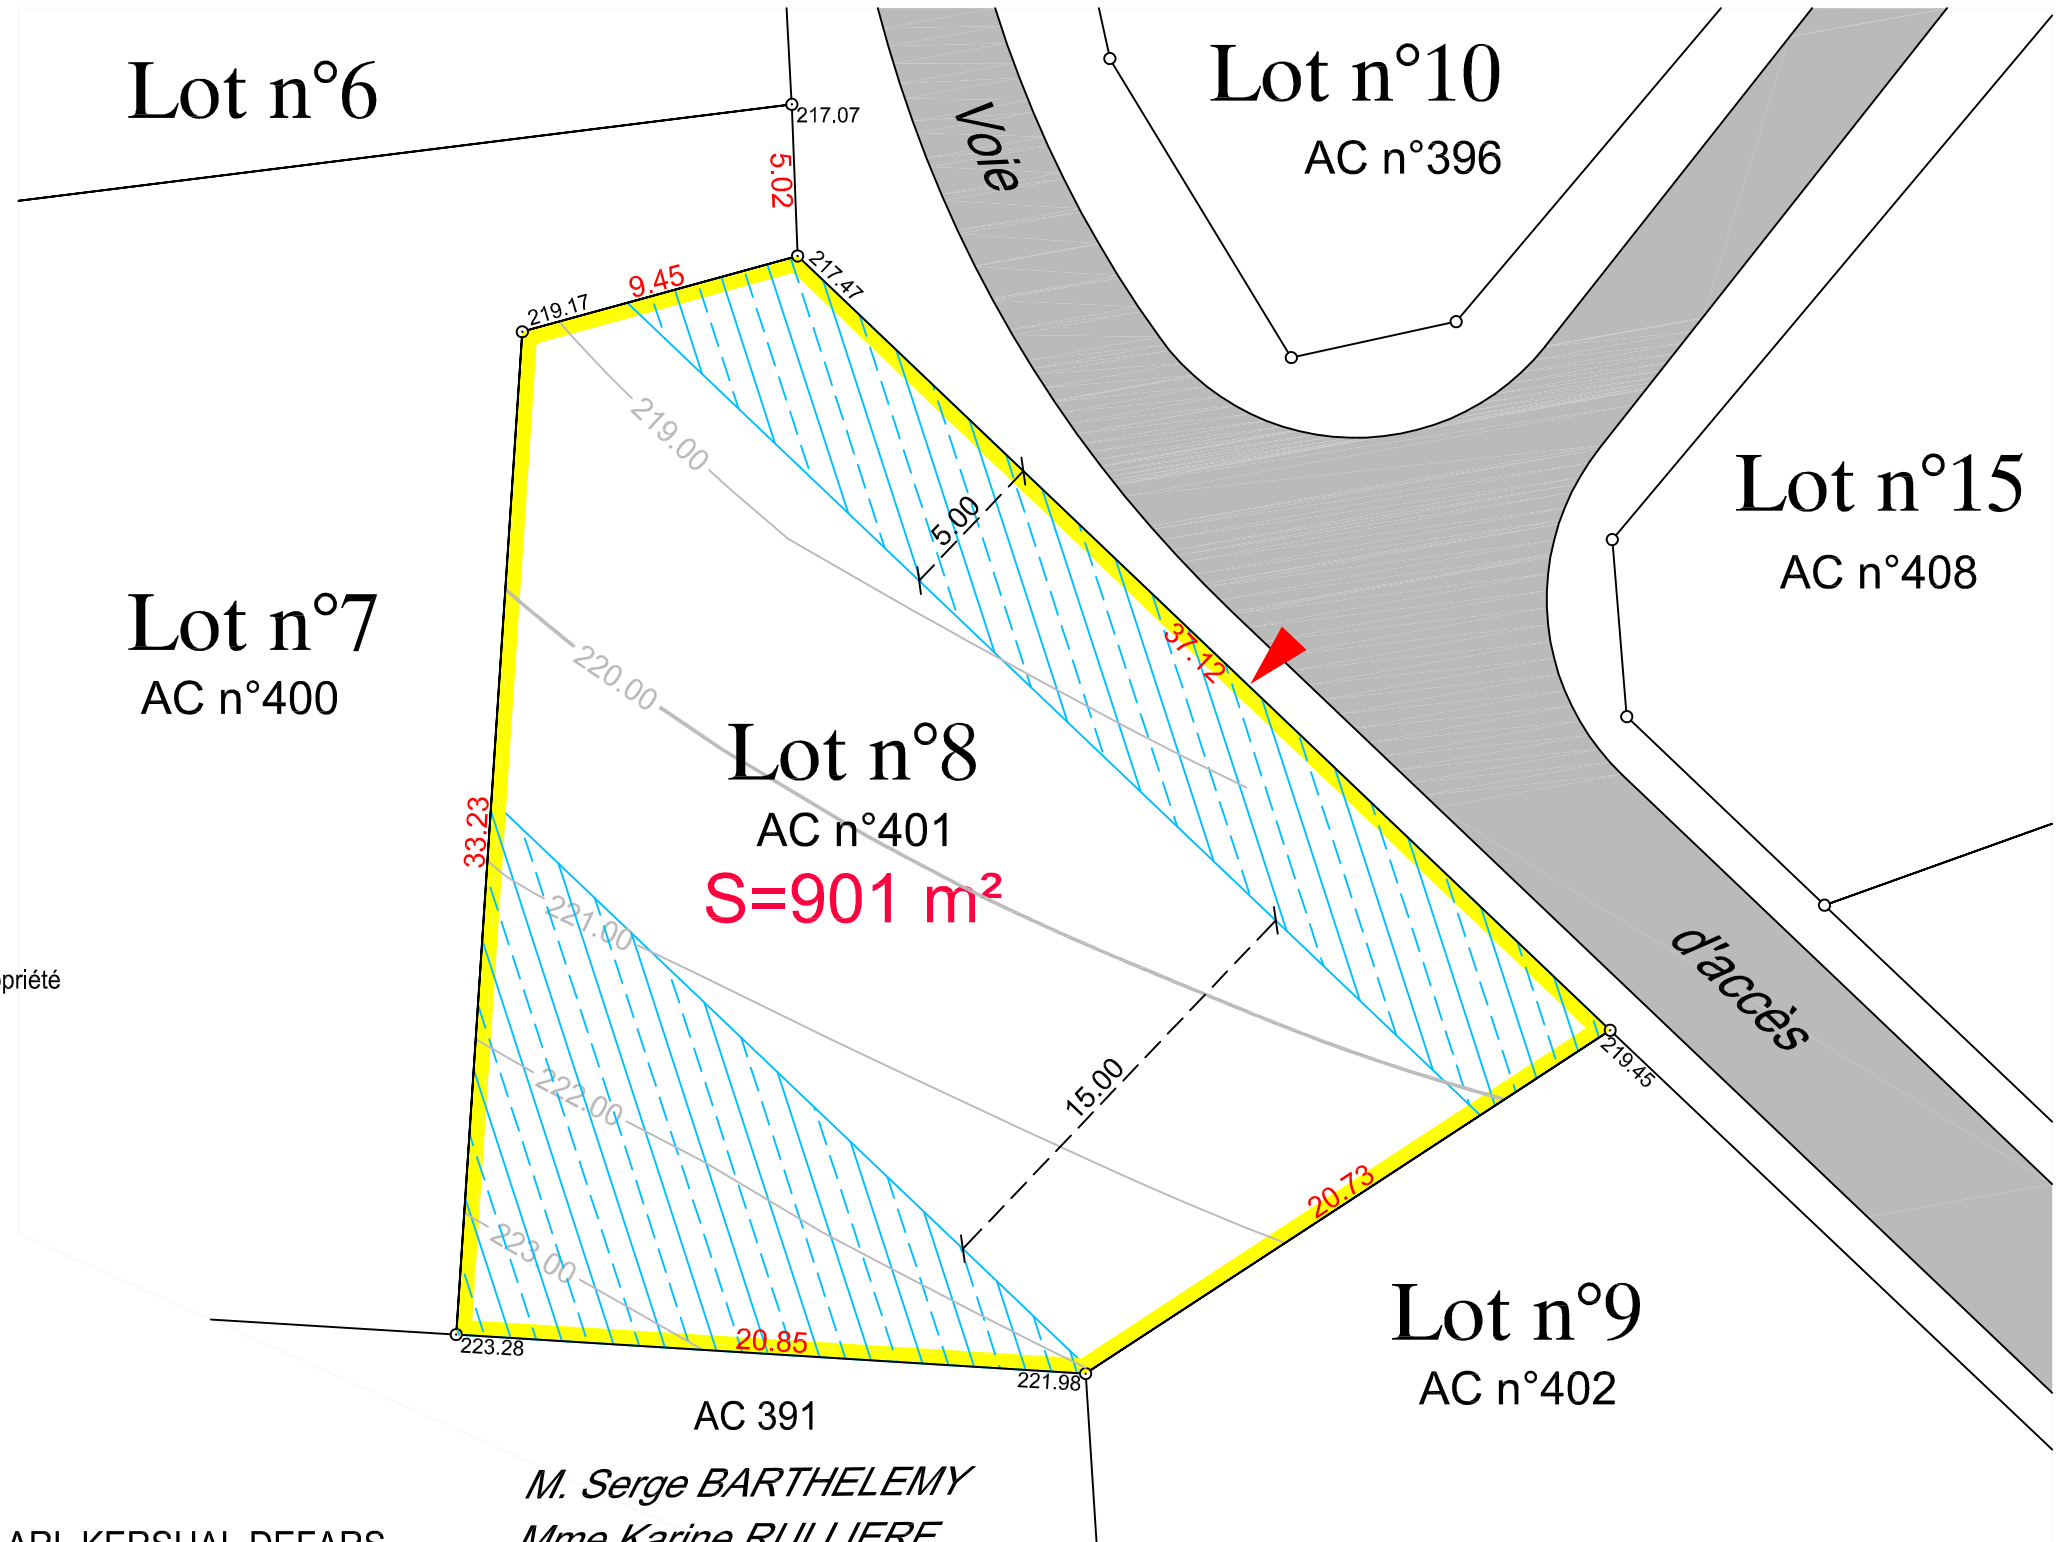 Lot n°6
Lot n°10
AC n°396
217.07
5.02
Voie
217.47
9.45
219.17
219.00
5.00
Lot n°15
AC n°408
Lot n°7
AC n°400
220.00
37.12
Lot n°8
AC n°401
S=901 m²
33.23
221.00
priété
d'accès
15.00
219.45
222.00
20.73
223.00
Lot n°9
AC n°402
20.85
223.28
221.98
AC 391
M. Serge BARTHELEMY
Mme Karine RULLIERE